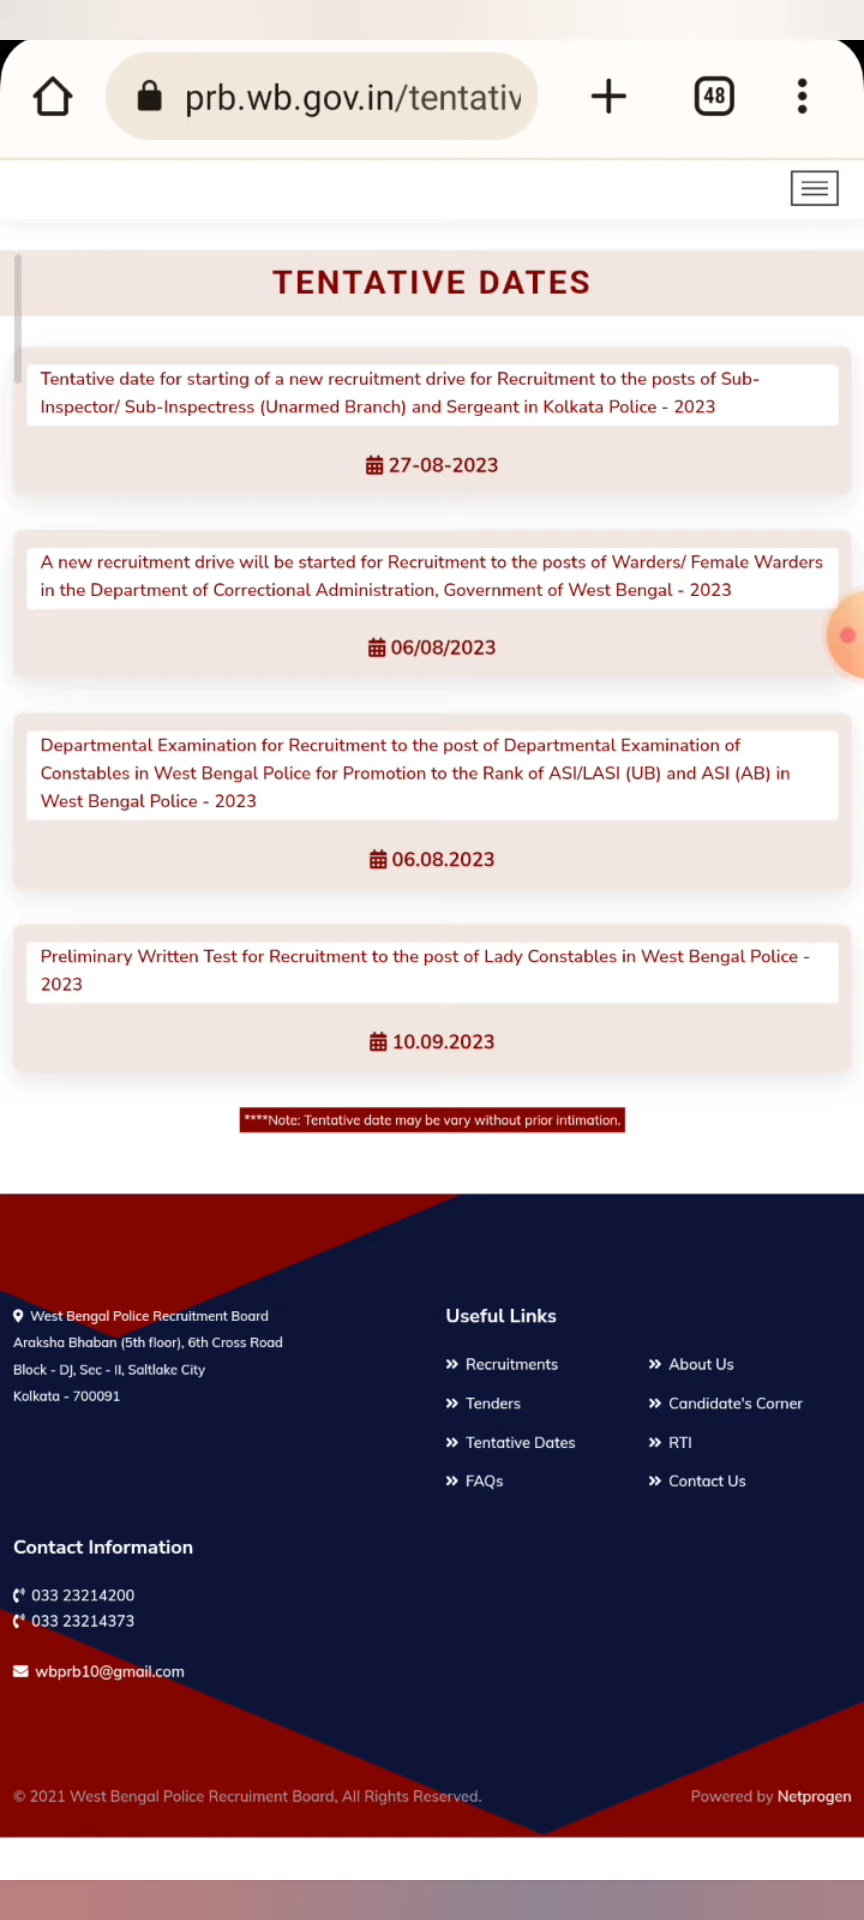 prb.wb.gov.in/tentativ
48
TENTATIVE DATES
Tentative date for starting of a new recruitment drive for Recruitment to the posts of Sub-
Inspector/ Sub-Inspectress (Unarmed Branch) and Sergeant in Kolkata Police - 2023
27-08-2023
A new recruitment drive will be started for Recruitment to the posts of Warders/ Female Warders
in the Department of Correctional Administration, Government of West Bengal - 2023
06/08/2023
Departmental Examination for Recruitment to the post of Departmental Examination of
Constables in West Bengal Police for Promotion to the Rank of ASI/LASI (UB) and ASI (AB) in
West Bengal Police - 2023
06.08.2023
Preliminary Written Test for Recruitment to the post of Lady Constables in West Bengal Police -
2023
10.09.2023
****Note: Tentative date may be vary without prior intimation.
West Bengal Police Recruitment Board
Araksha Bhaban (5th floor), 6th Cross Road
Block - DJ, Sec - II, Saltlake City
Kolkata - 700091
Useful Links
Recruitments
Tenders
Tentative Dates
FAQs
About Us
Candidate's Corner
RTI
Contact Us
Contact Information
033 23214200
033 23214373
wbprb10@gmail.com
© 2021 West Bengal Police Recruiment Board, All Rights Reserved.
Powered by Netprogen